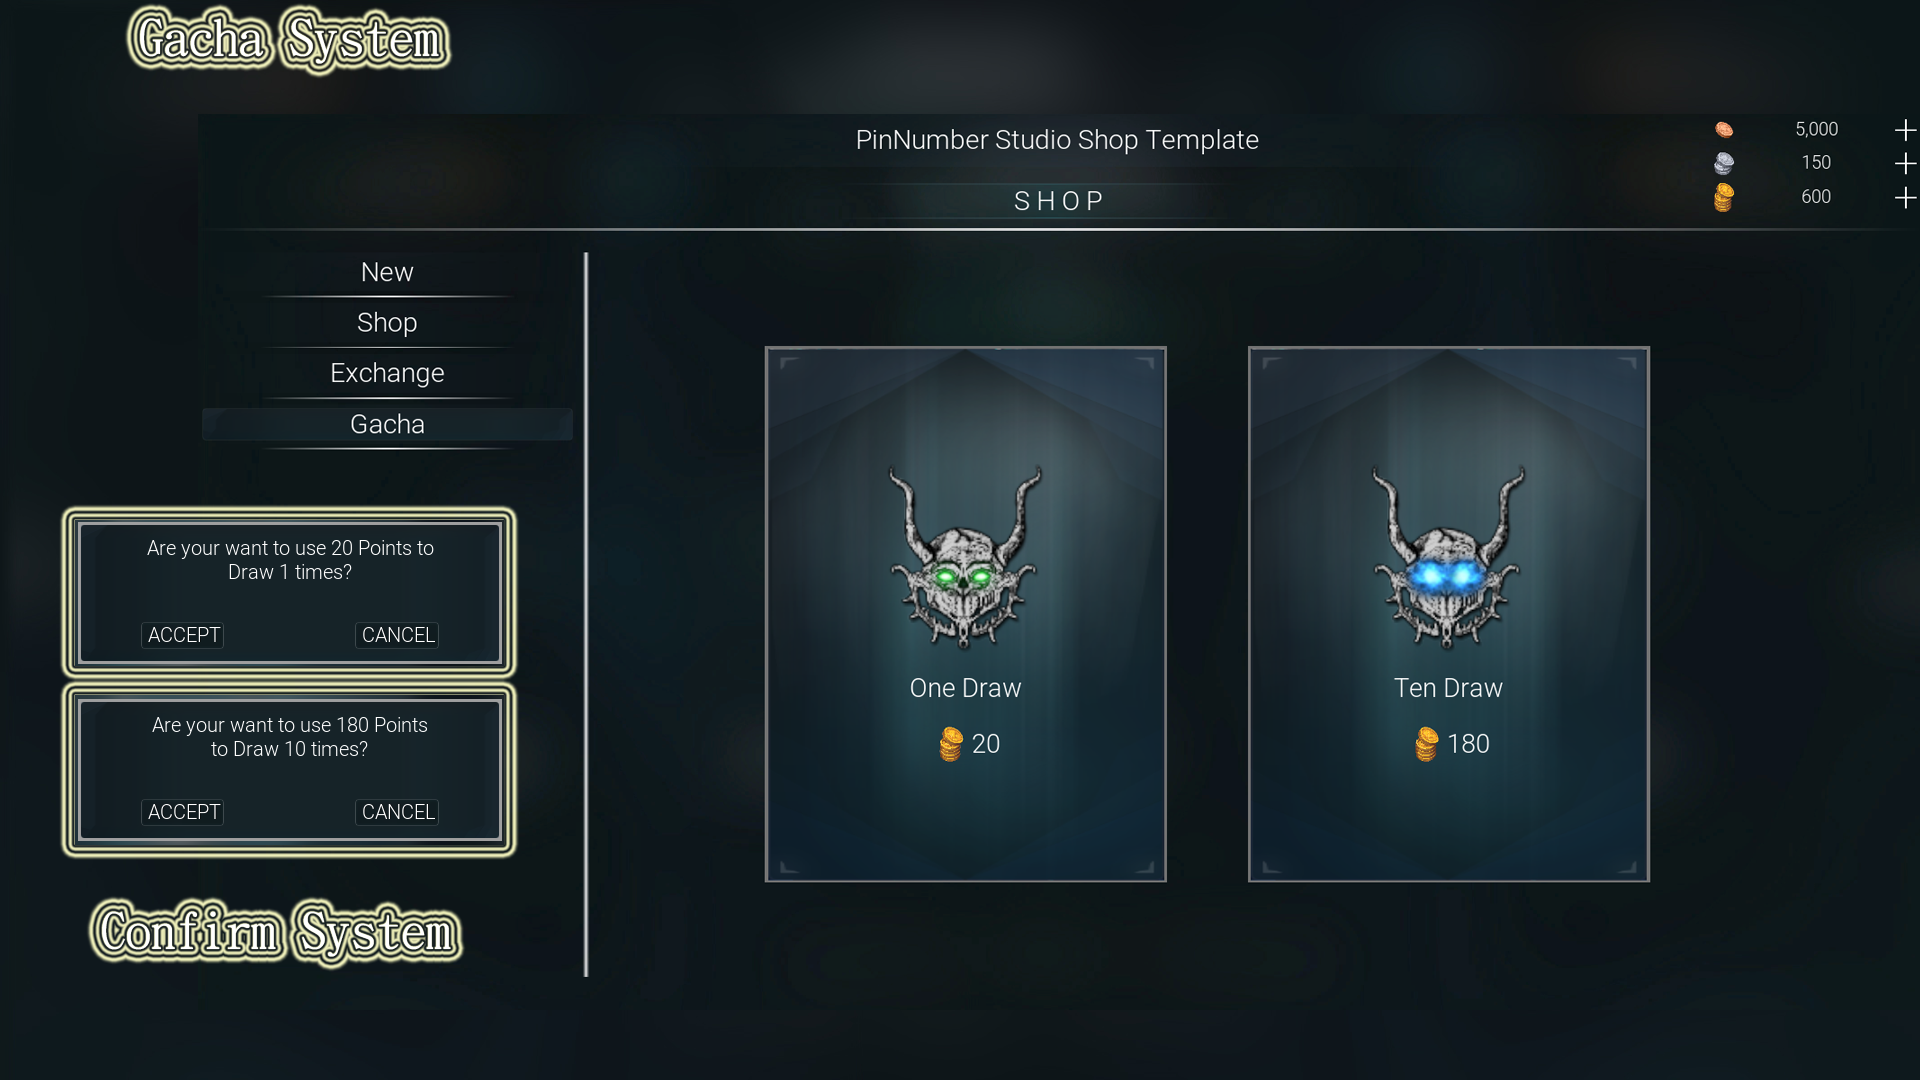 Gacha System
PinNumber Studio Shop Template
SHOP
5,000 +
150 +
600 +
New
Shop
Exchange
Gacha
Are your want to use 20 Points to
Draw 1 times?
ACCEPT CANCEL
Are your want to use 180 Points
to Draw 10 times?
ACCEPT CANCEL
Confirm System
One Draw
20
Ten Draw
180